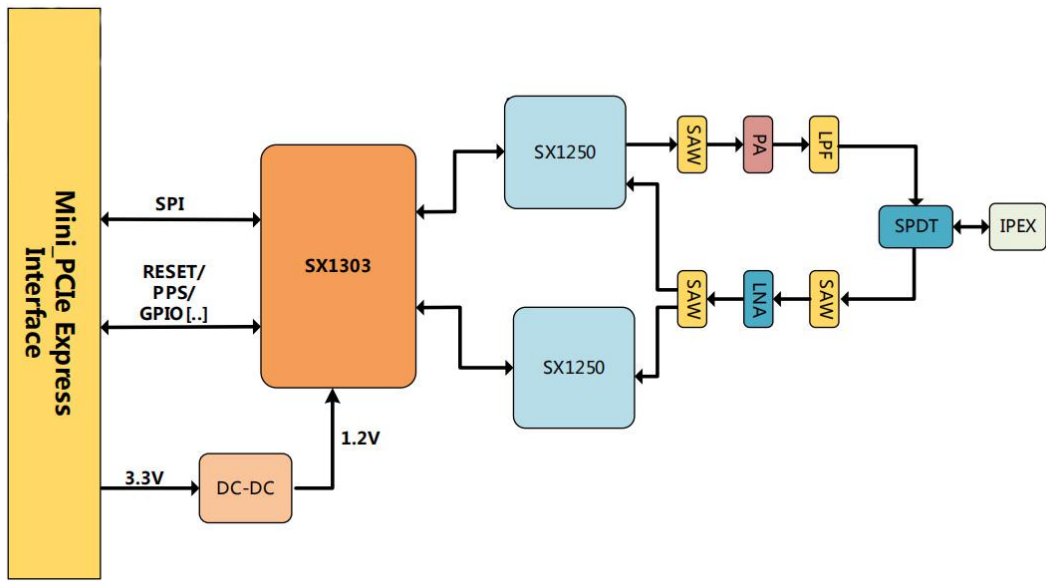 Mini_PCIe Express
Interface
SPI
RESET/
PPS/
GPIO[..]
3.3V
DC-DC
1.2V
SX1303
SX1250
SX1250
SAW
PA
LPF
SPDT
IPEX
SAW
LNA
SAW